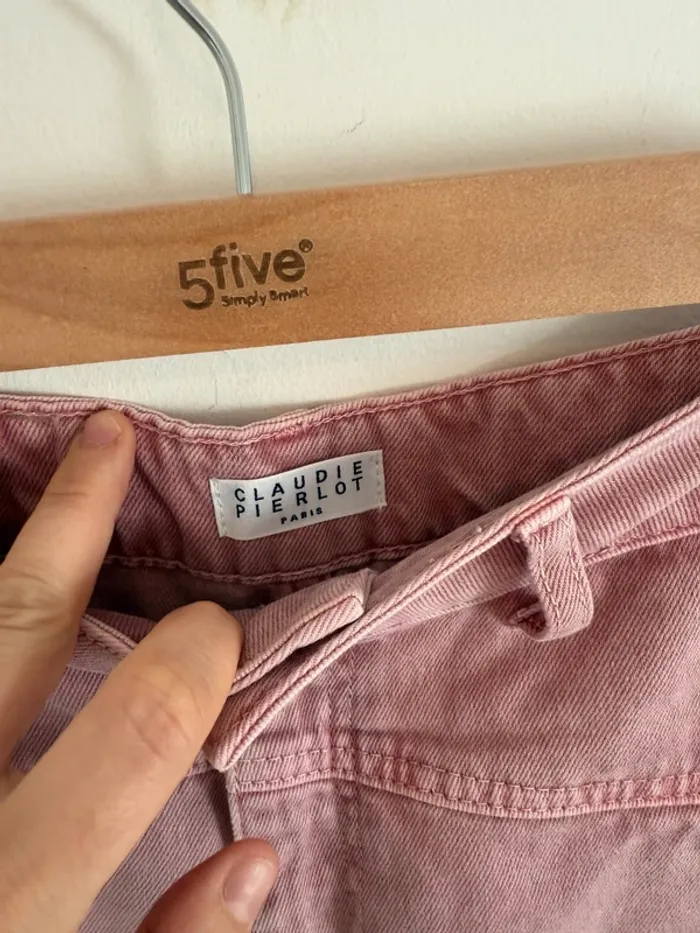 5five®
Simply Smart
CLAUDIE
PIERLOT
PARIS